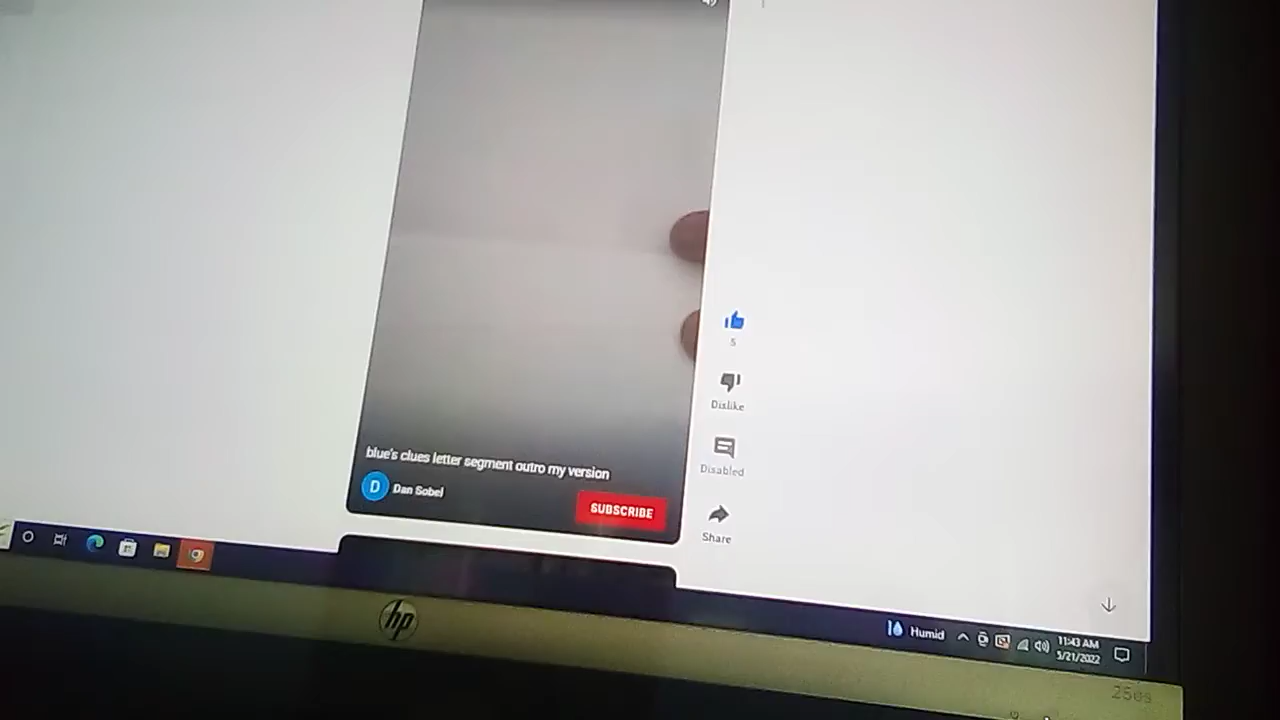 5
Dislike
blue's clues letter segment outro my version
Disabled
D
Dan Sobel
SUBSCRIBE
Share
hp
Humid
11:43 AM
5/21/2022